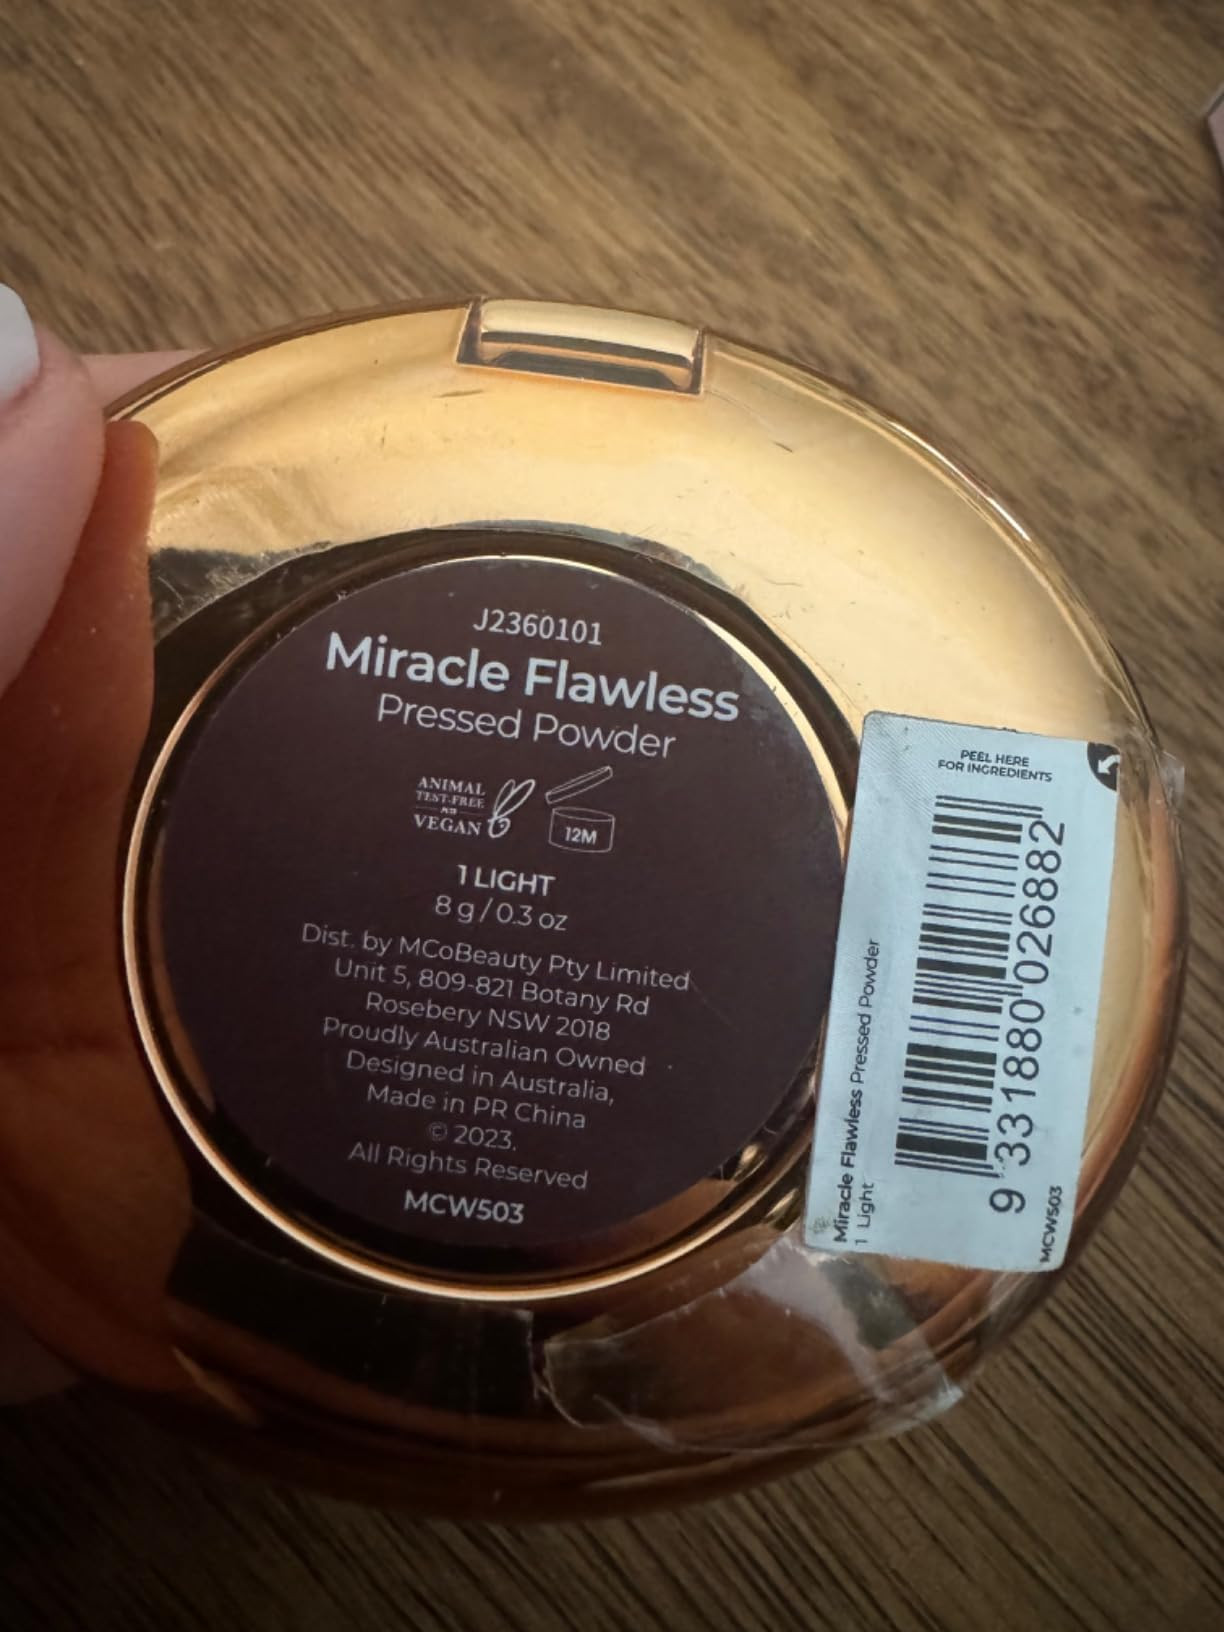 J2360101
Miracle Flawless
Pressed Powder
ANIMAL
TEST-FREE
AND
VEGAN
12M
1 LIGHT
8 g / 0.3 oz
Dist. by MCoBeauty Pty Limited
Unit 5, 809-821 Botany Rd
Rosebery NSW 2018
Proudly Australian Owned
Designed in Australia,
Made in PR China
© 2023.
All Rights Reserved
MCW503
PEEL HERE
FOR INGREDIENTS
9 331880 026882
Miracle Flawless Pressed Powder
1 Light
MCW503